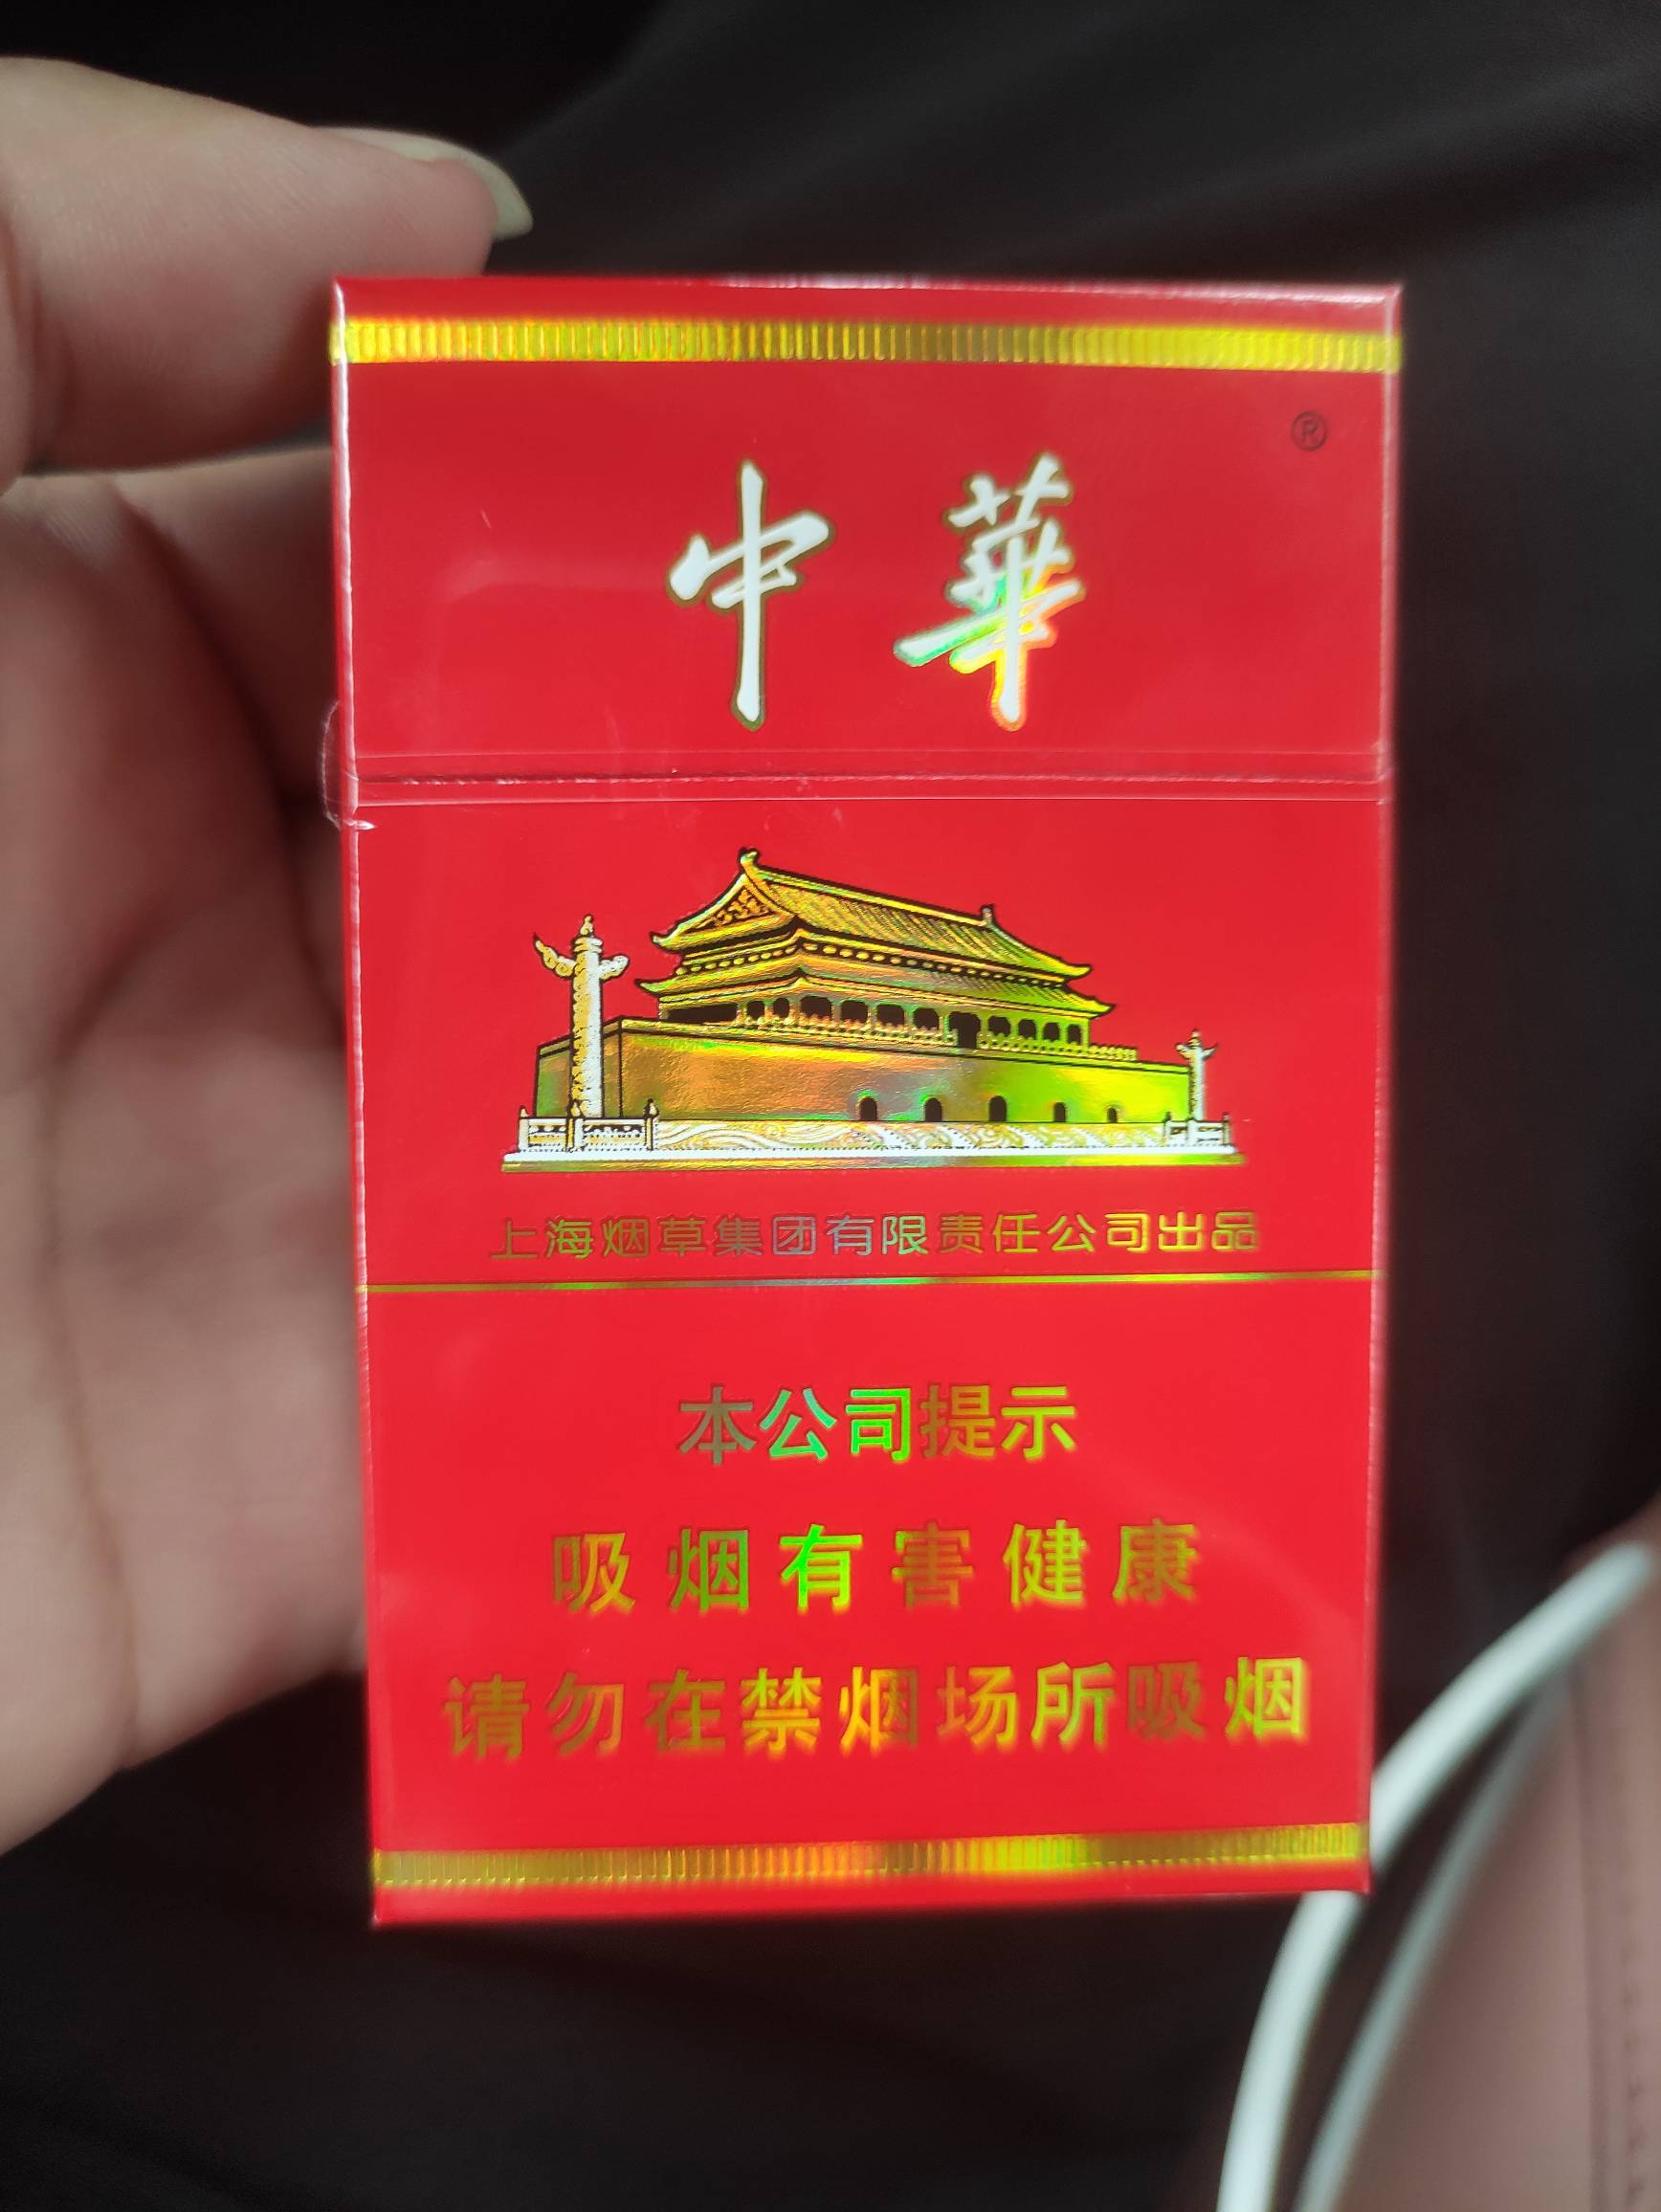 ®
中華
上海烟草集团有限责任公司出品
本公司提示
吸烟有害健康
请勿在禁烟场所吸烟